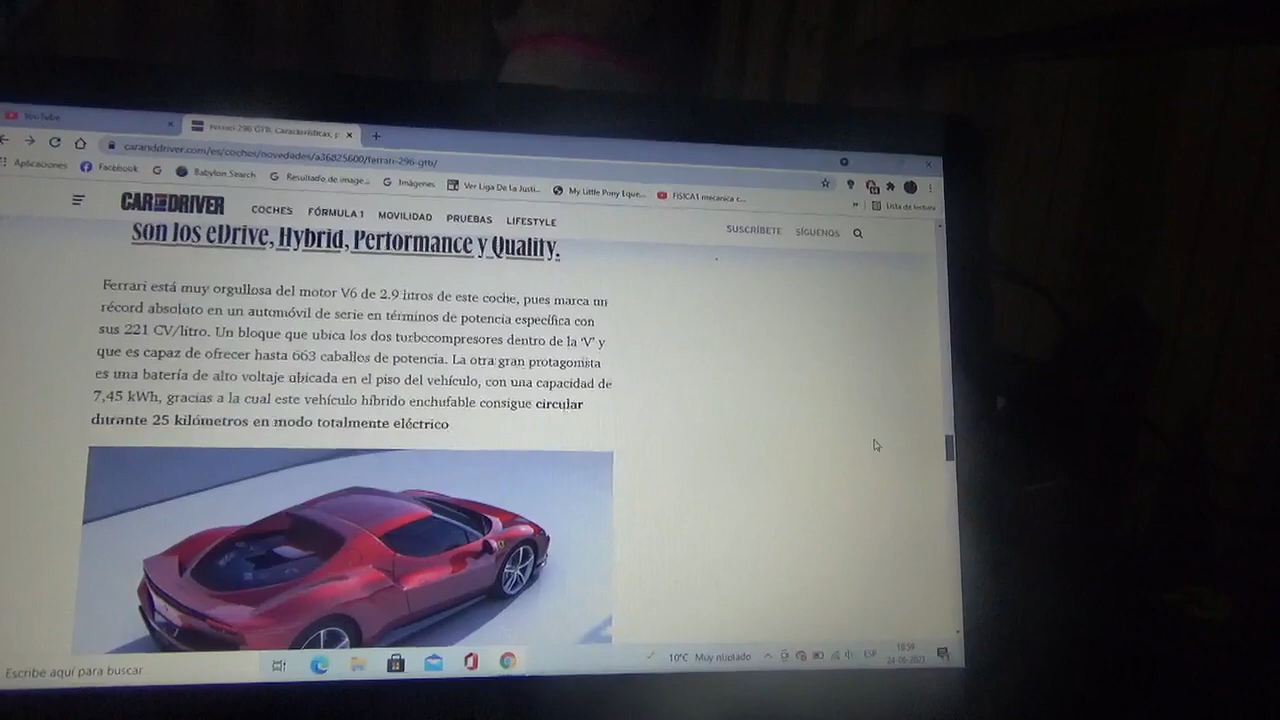 YouTube
Ferrari 296 GTB. Características, p
caranddriver.com/es/coches/novedades/a36825600/ferrari-296-gtb/
Aplicaciones Facebook Babylon Search Resultado de image... Imágenes Ver Liga De La Justi... My Little Pony Eque... FISICA1 mecanica c... Lista de lectura
CAR AND DRIVER COCHES FÓRMULA 1 MOVILIDAD PRUEBAS LIFESTYLE SUSCRÍBETE SÍGUENOS
son los eDrive, Hybrid, Performance y Quality.
Ferrari está muy orgullosa del motor V6 de 2.9 litros de este coche, pues marca un
récord absoluto en un automóvil de serie en términos de potencia específica con
sus 221 CV/litro. Un bloque que ubica los dos turbocompresores dentro de la 'V' y
que es capaz de ofrecer hasta 663 caballos de potencia. La otra gran protagonista
es una batería de alto voltaje ubicada en el piso del vehículo, con una capacidad de
7,45 kWh, gracias a la cual este vehículo híbrido enchufable consigue circular
durante 25 kilómetros en modo totalmente eléctrico
Escribe aquí para buscar 10°C Muy nublado ESP 18:59
24-06-2021